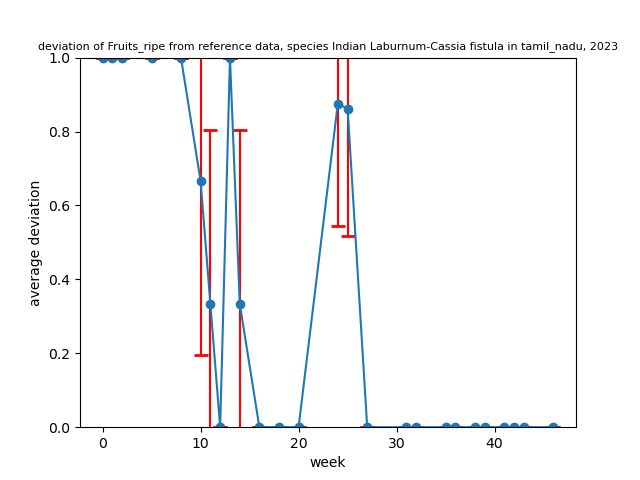 deviation of Fruits_ripe from reference data, species Indian Laburnum-Cassia fistula in tamil_nadu, 2023
1.0
0.8
0.6
0.4
0.2
0.0
average deviation
0 10 20 30 40
week